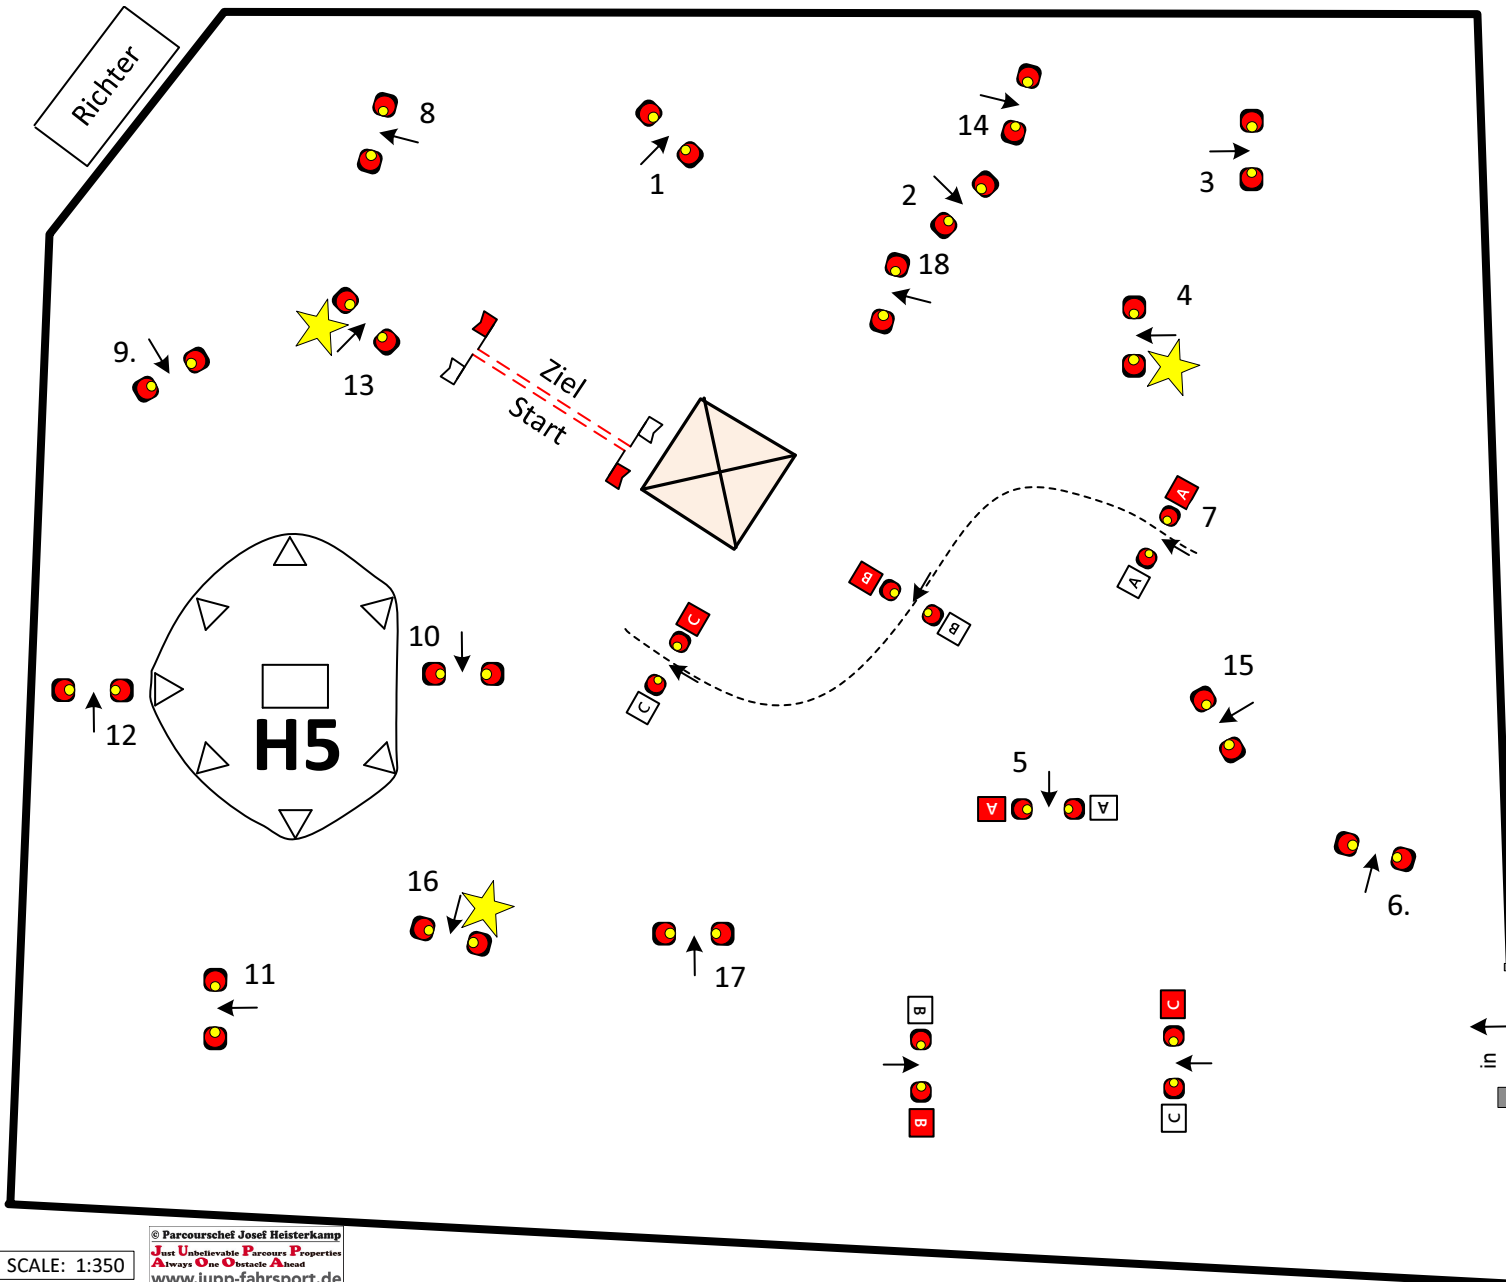 Richter
8
1
14
3
2
18
4
9.
13
Ziel
Start
A
7
A
B
B
C
10
C
12
H5
15
5
A
A
6.
16
17
11
B
C
B
C
in
SCALE: 1:350
© Parcourschef Josef Heisterkamp
Just Unbelievable Parcours Properties
Always One Obstacle Ahead
www.jupp-fahrsport.de